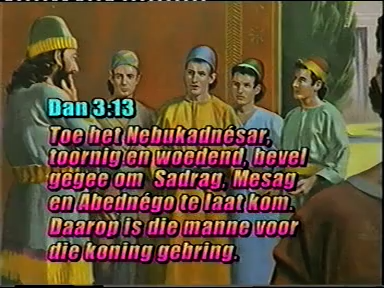 Dan 3:13
Toe het Nebukadnésar,
toornig en woedend, bevel
gegee om Sadrag, Mesag
en Abednégo te laat kom.
Daarop is die manne voor
die koning gebring.